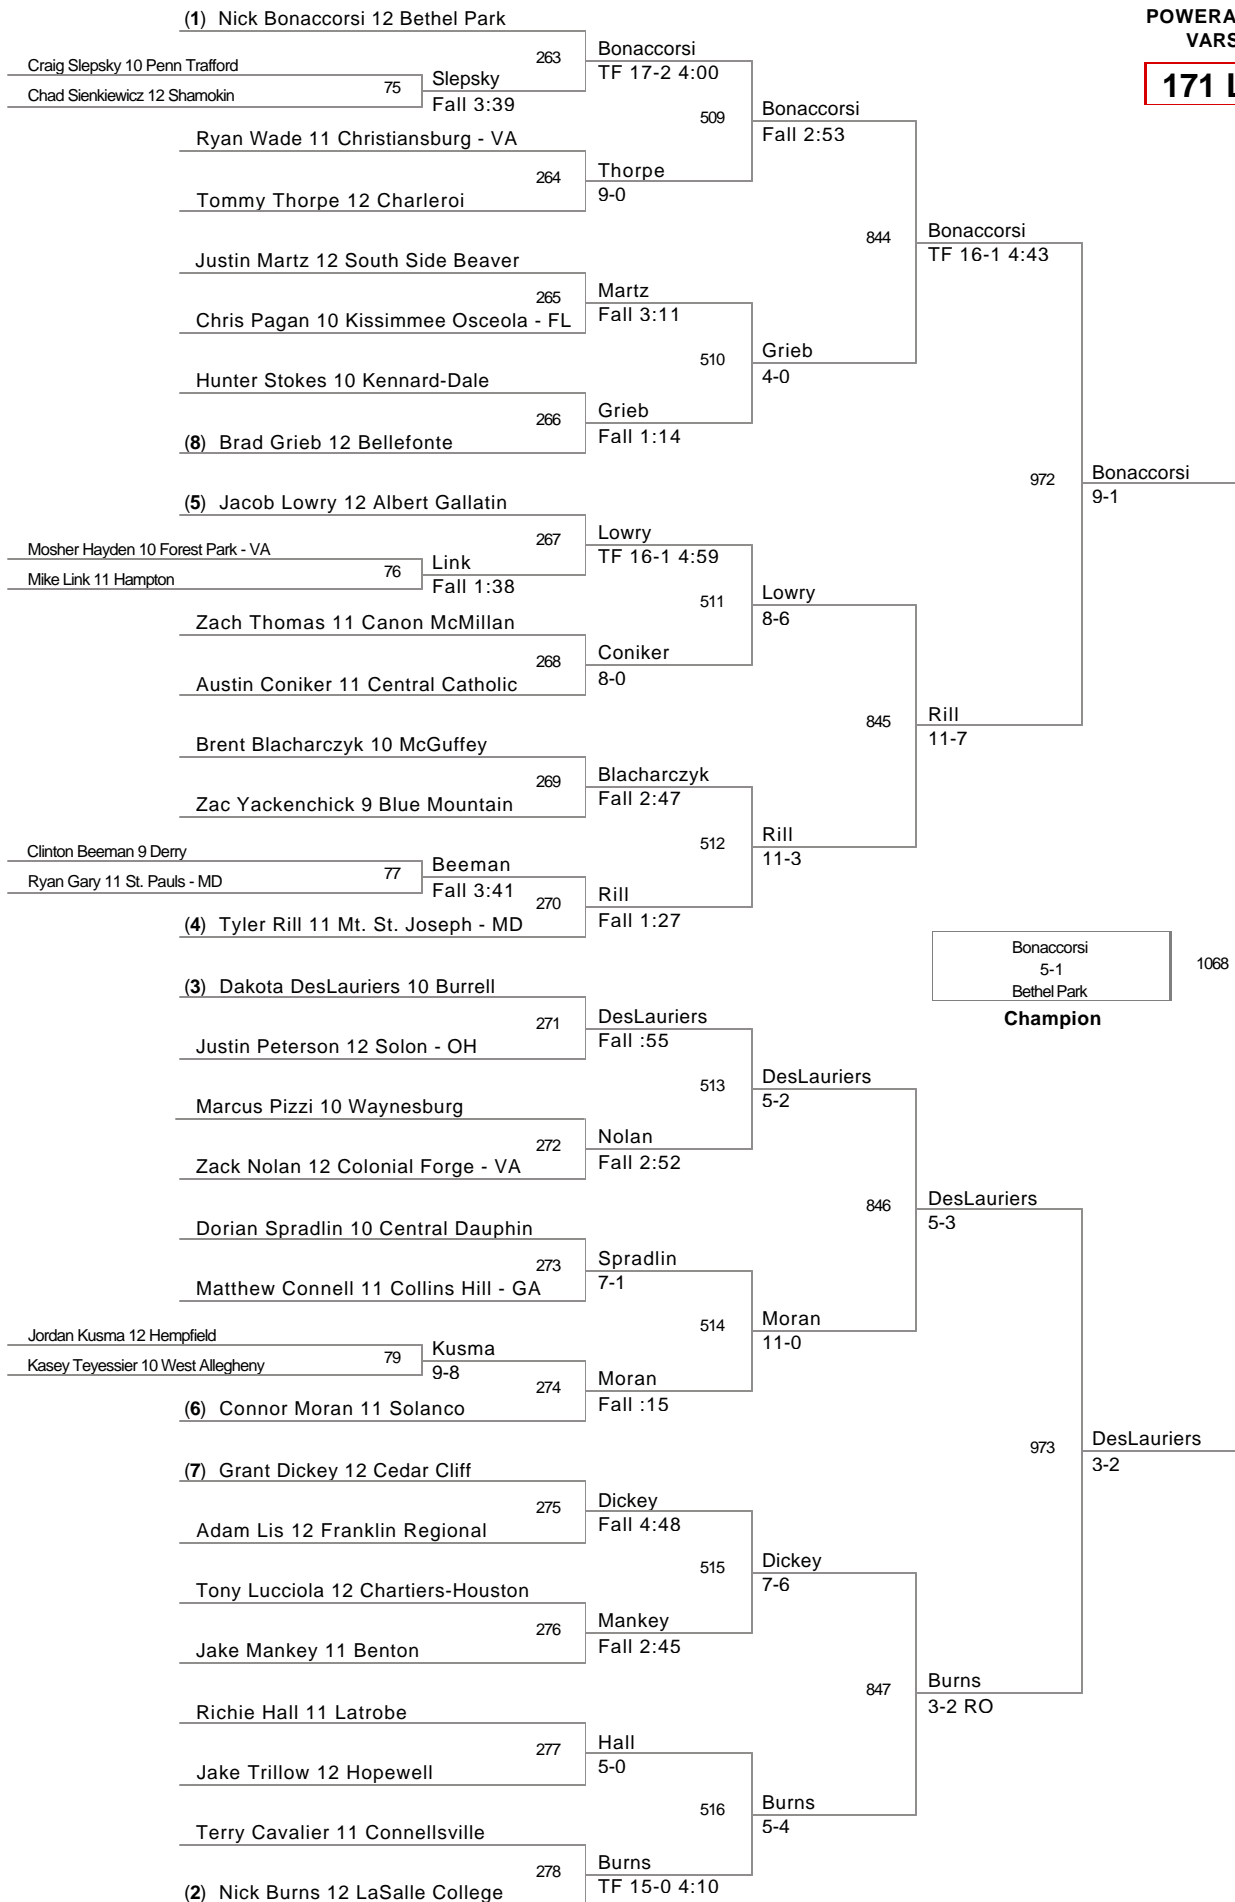 (1) Nick Bonaccorsi 12 Bethel Park
POWERA
VARS
171 L
263
Bonaccorsi
TF 17-2 4:00
Craig Slepsky 10 Penn Trafford
75
Slepsky
Chad Sienkiewicz 12 Shamokin
Fall 3:39
509
Bonaccorsi
Fall 2:53
Ryan Wade 11 Christiansburg - VA
264
Thorpe
9-0
Tommy Thorpe 12 Charleroi
844
Bonaccorsi
TF 16-1 4:43
Justin Martz 12 South Side Beaver
265
Martz
Fall 3:11
Chris Pagan 10 Kissimmee Osceola - FL
510
Grieb
4-0
Hunter Stokes 10 Kennard-Dale
266
Grieb
Fall 1:14
(8) Brad Grieb 12 Bellefonte
972
Bonaccorsi
9-1
(5) Jacob Lowry 12 Albert Gallatin
267
Lowry
TF 16-1 4:59
Mosher Hayden 10 Forest Park - VA
76
Link
Mike Link 11 Hampton
Fall 1:38
511
Lowry
8-6
Zach Thomas 11 Canon McMillan
268
Coniker
8-0
Austin Coniker 11 Central Catholic
845
Rill
11-7
Brent Blacharczyk 10 McGuffey
269
Blacharczyk
Fall 2:47
Zac Yackenchick 9 Blue Mountain
512
Rill
11-3
Clinton Beeman 9 Derry
77
Beeman
Ryan Gary 11 St. Pauls - MD
Fall 3:41
270
Rill
Fall 1:27
(4) Tyler Rill 11 Mt. St. Joseph - MD
Bonaccorsi
5-1
Bethel Park
1068
Champion
(3) Dakota DesLauriers 10 Burrell
271
DesLauriers
Fall :55
Justin Peterson 12 Solon - OH
513
DesLauriers
5-2
Marcus Pizzi 10 Waynesburg
272
Nolan
Fall 2:52
Zack Nolan 12 Colonial Forge - VA
846
DesLauriers
5-3
Dorian Spradlin 10 Central Dauphin
273
Spradlin
7-1
Matthew Connell 11 Collins Hill - GA
514
Moran
11-0
Jordan Kusma 12 Hempfield
79
Kusma
Kasey Teyessier 10 West Allegheny
9-8
274
Moran
Fall :15
(6) Connor Moran 11 Solanco
973
DesLauriers
3-2
(7) Grant Dickey 12 Cedar Cliff
275
Dickey
Fall 4:48
Adam Lis 12 Franklin Regional
515
Dickey
7-6
Tony Lucciola 12 Chartiers-Houston
276
Mankey
Fall 2:45
Jake Mankey 11 Benton
847
Burns
3-2 RO
Richie Hall 11 Latrobe
277
Hall
5-0
Jake Trillow 12 Hopewell
516
Burns
5-4
Terry Cavalier 11 Connellsville
278
Burns
TF 15-0 4:10
(2) Nick Burns 12 LaSalle College